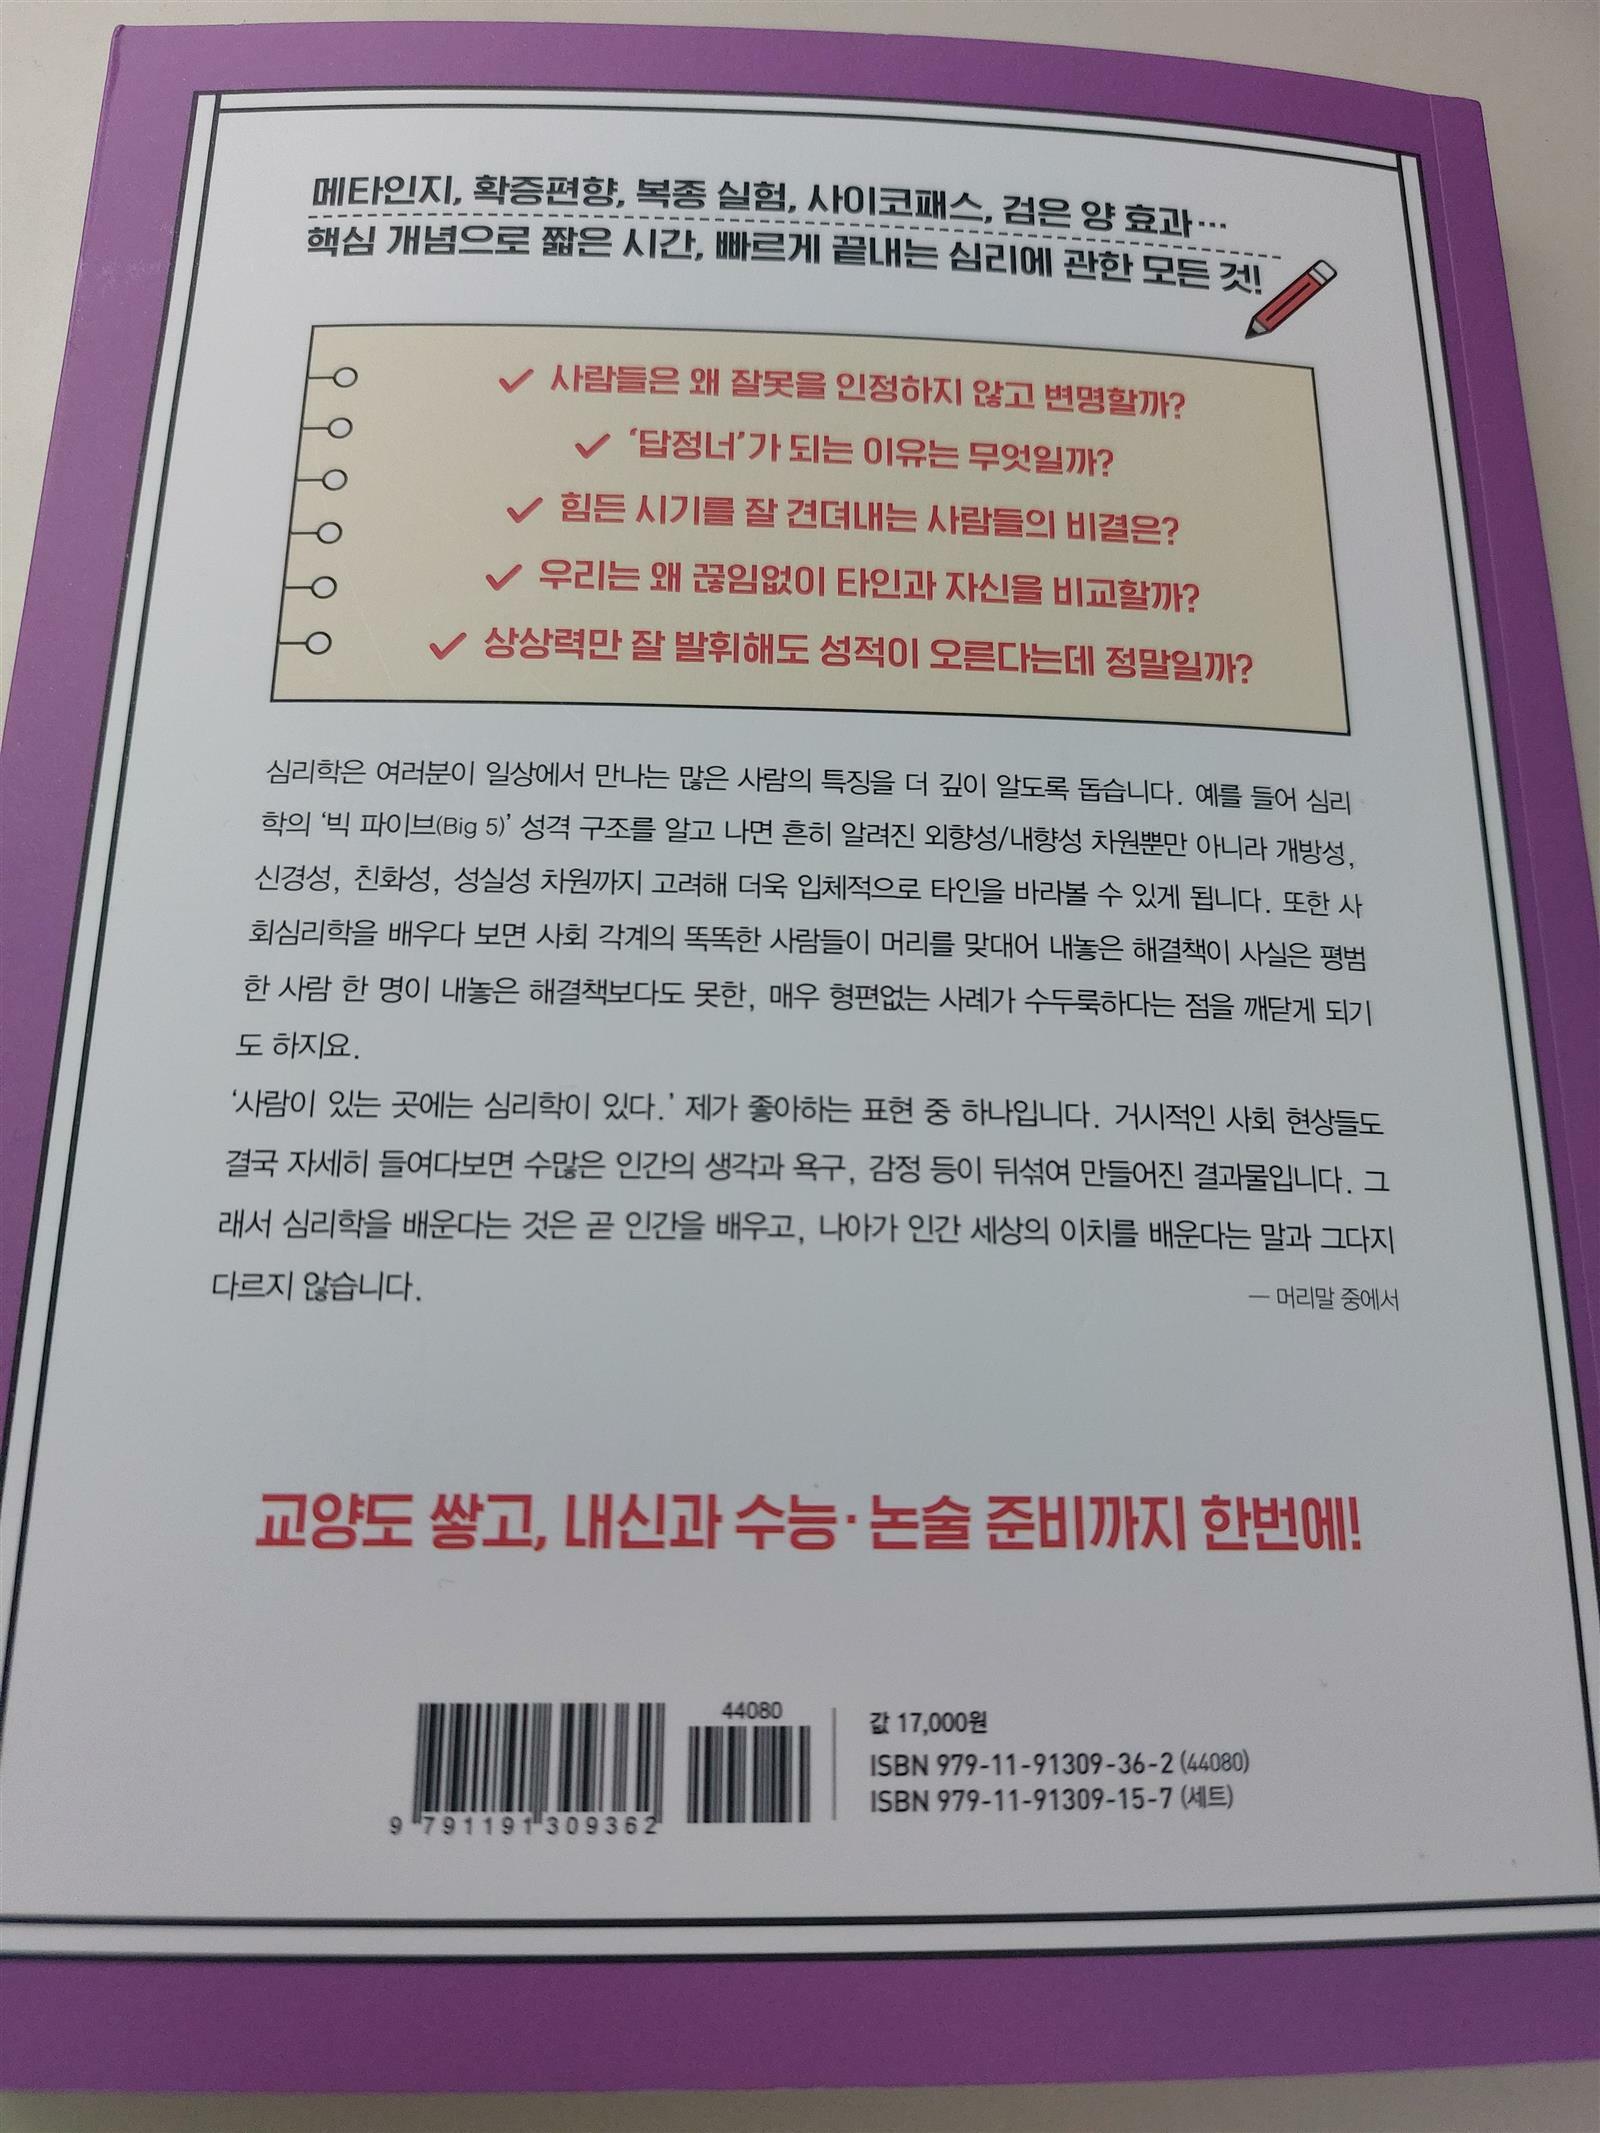 메타인지, 확증편향, 복종 실험, 사이코패스, 검은 양 효과…
핵심 개념으로 짧은 시간, 빠르게 끝내는 심리에 관한 모든 것!
사람들은 왜 잘못을 인정하지 않고 변명할까?
‘답정너’가 되는 이유는 무엇일까?
힘든 시기를 잘 견뎌내는 사람들의 비결은?
우리는 왜 끊임없이 타인과 자신을 비교할까?
상상력만 잘 발휘해도 성적이 오른다는데 정말일까?
심리학은 여러분이 일상에서 만나는 많은 사람의 특징을 더 깊이 알도록 돕습니다. 예를 들어 심리
학의 ‘빅 파이브(Big 5)’ 성격 구조를 알고 나면 흔히 알려진 외향성/내향성 차원뿐만 아니라 개방성,
신경성, 친화성, 성실성 차원까지 고려해 더욱 입체적으로 타인을 바라볼 수 있게 됩니다. 또한 사
회심리학을 배우다 보면 사회 각계의 똑똑한 사람들이 머리를 맞대어 내놓은 해결책이 사실은 평범
한 사람 한 명이 내놓은 해결책보다도 못한, 매우 형편없는 사례가 수두룩하다는 점을 깨닫게 되기
도 하지요.
‘사람이 있는 곳에는 심리학이 있다.’ 제가 좋아하는 표현 중 하나입니다. 거시적인 사회 현상들도
결국 자세히 들여다보면 수많은 인간의 생각과 욕구, 감정 등이 뒤섞여 만들어진 결과물입니다. 그
래서 심리학을 배운다는 것은 곧 인간을 배우고, 나아가 인간 세상의 이치를 배운다는 말과 그다지
다르지 않습니다.
— 머리말 중에서
교양도 쌓고, 내신과 수능·논술 준비까지 한번에!
44080
9 791191 309362
값 17,000원
ISBN 979-11-91309-36-2 (44080)
ISBN 979-11-91309-15-7 (세트)